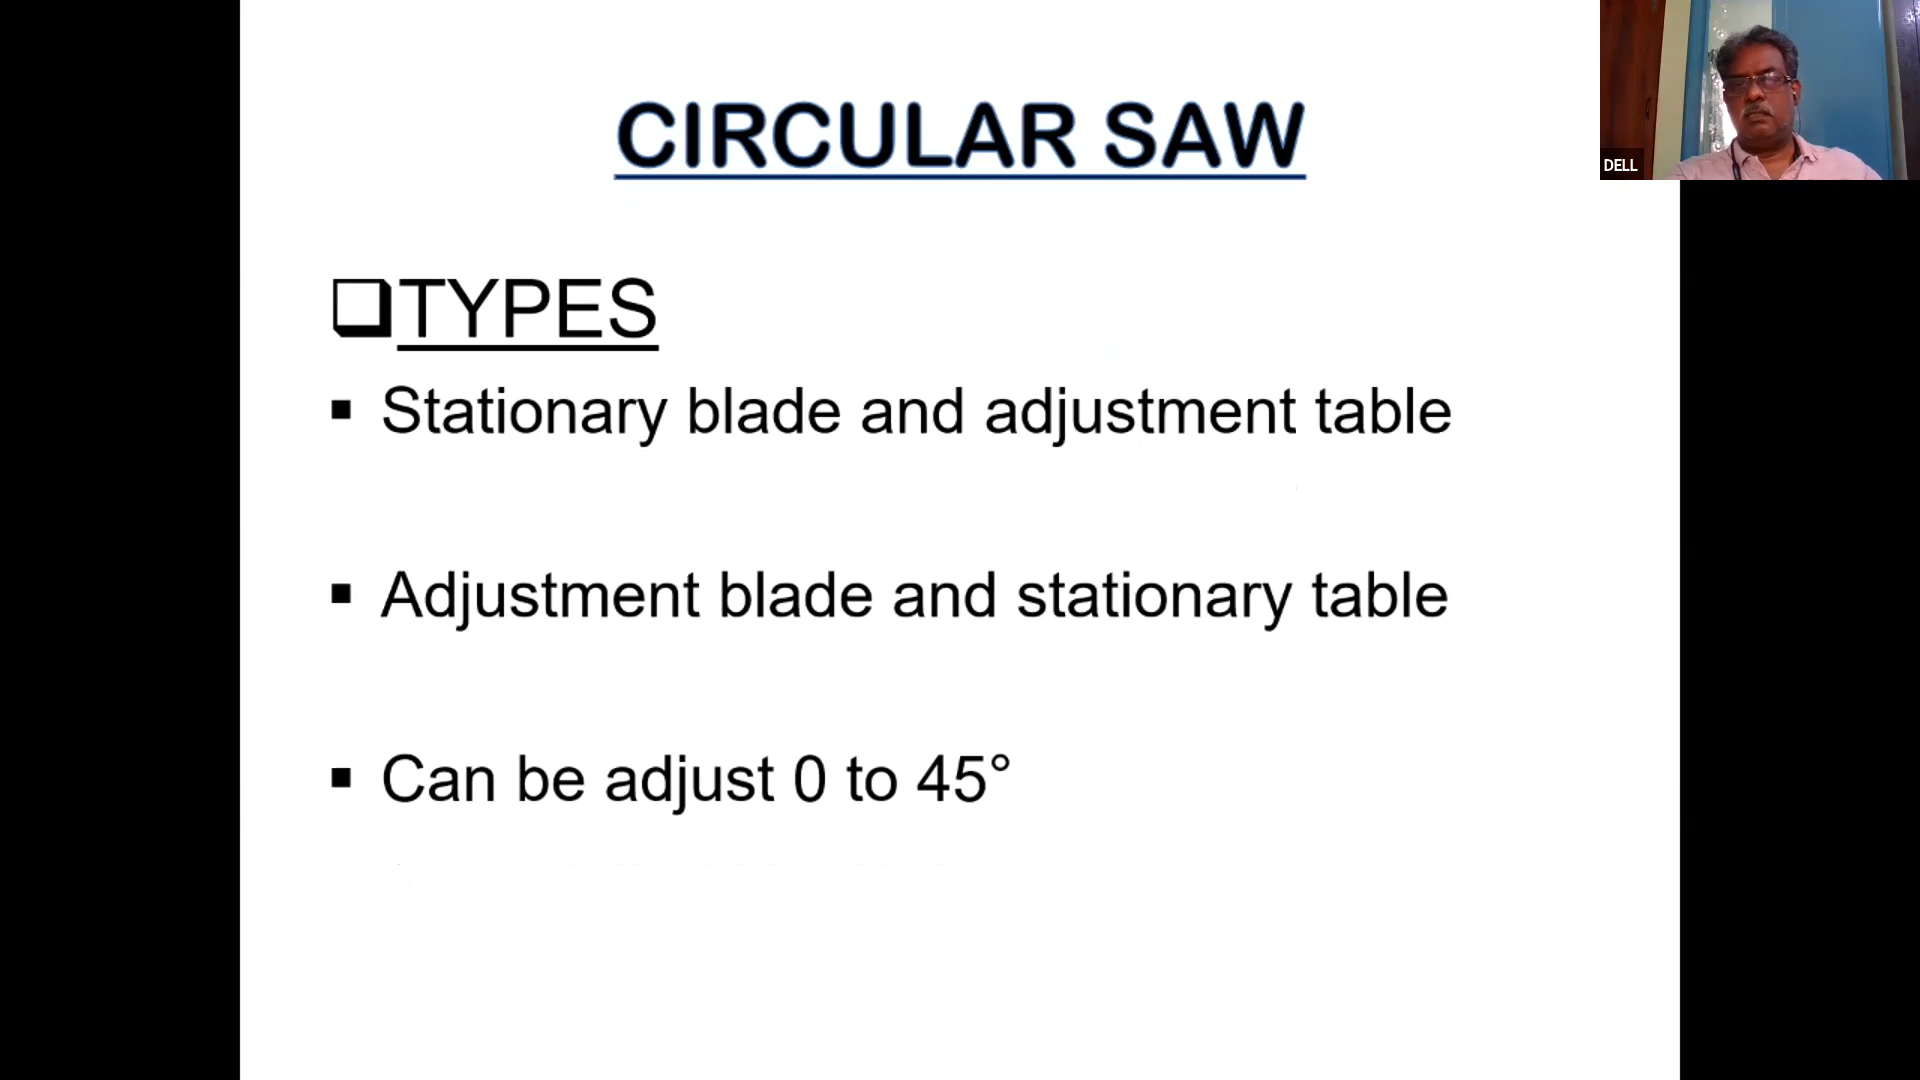 CIRCULAR SAW
DELL
TYPES
Stationary blade and adjustment table
Adjustment blade and stationary table
Can be adjust 0 to 45°